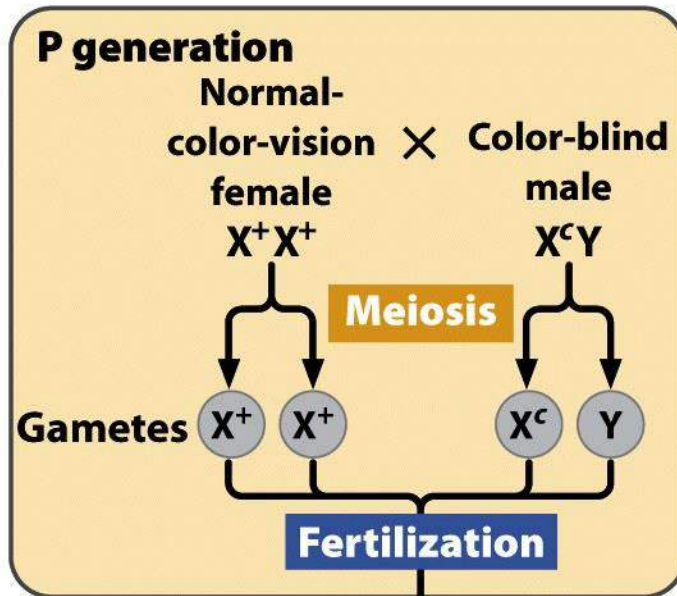 P generation
Normal-
color-vision
female
X⁺X⁺
×
Color-blind
male
XᶜY
Meiosis
Gametes
X⁺
X⁺
Xᶜ
Y
Fertilization